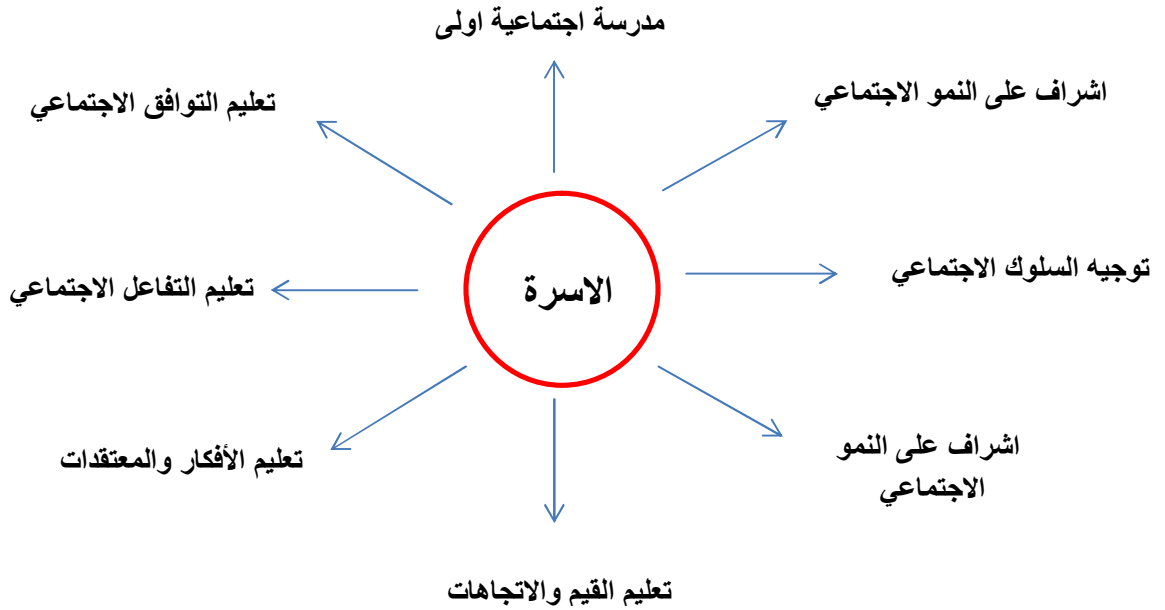 مدرسة اجتماعية اولى
اشراف على النمو الاجتماعي
تعليم التوافق الاجتماعي
توجيه السلوك الاجتماعي
الاسرة
تعليم التفاعل الاجتماعي
اشراف على النمو
الاجتماعي
تعليم الأفكار والمعتقدات
تعليم القيم والاتجاهات